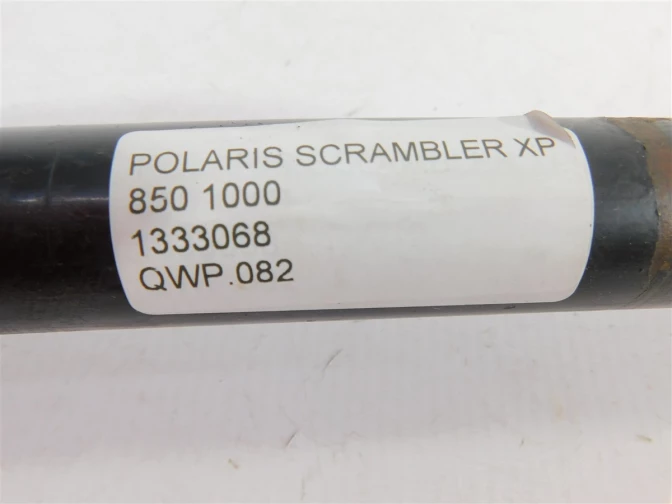 POLARIS SCRAMBLER XP
850 1000
1333068
QWP.082